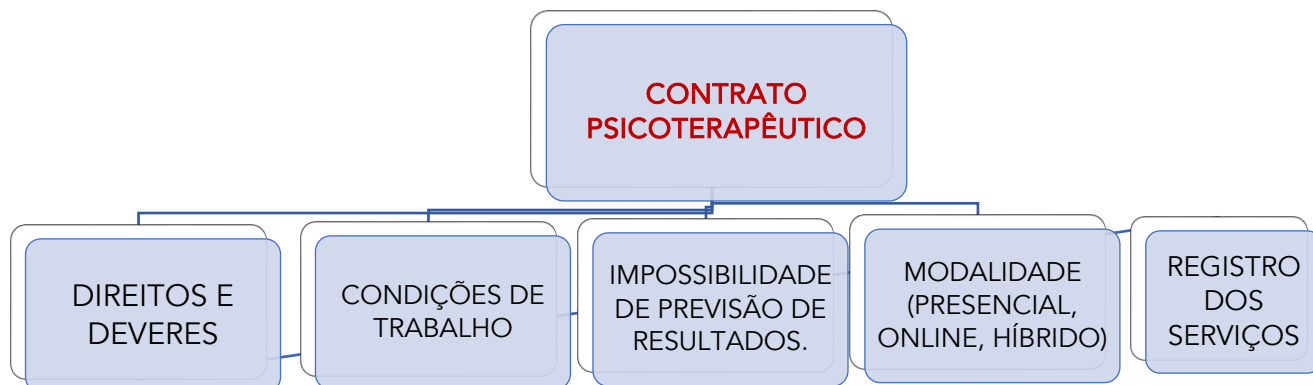 CONTRATO
PSICOTERAPÊUTICO
DIREITOS E
DEVERES
CONDIÇÕES DE
TRABALHO
IMPOSSIBILIDADE
DE PREVISÃO DE
RESULTADOS.
MODALIDADE
(PRESENCIAL,
ONLINE, HÍBRIDO)
REGISTRO
DOS
SERVIÇOS